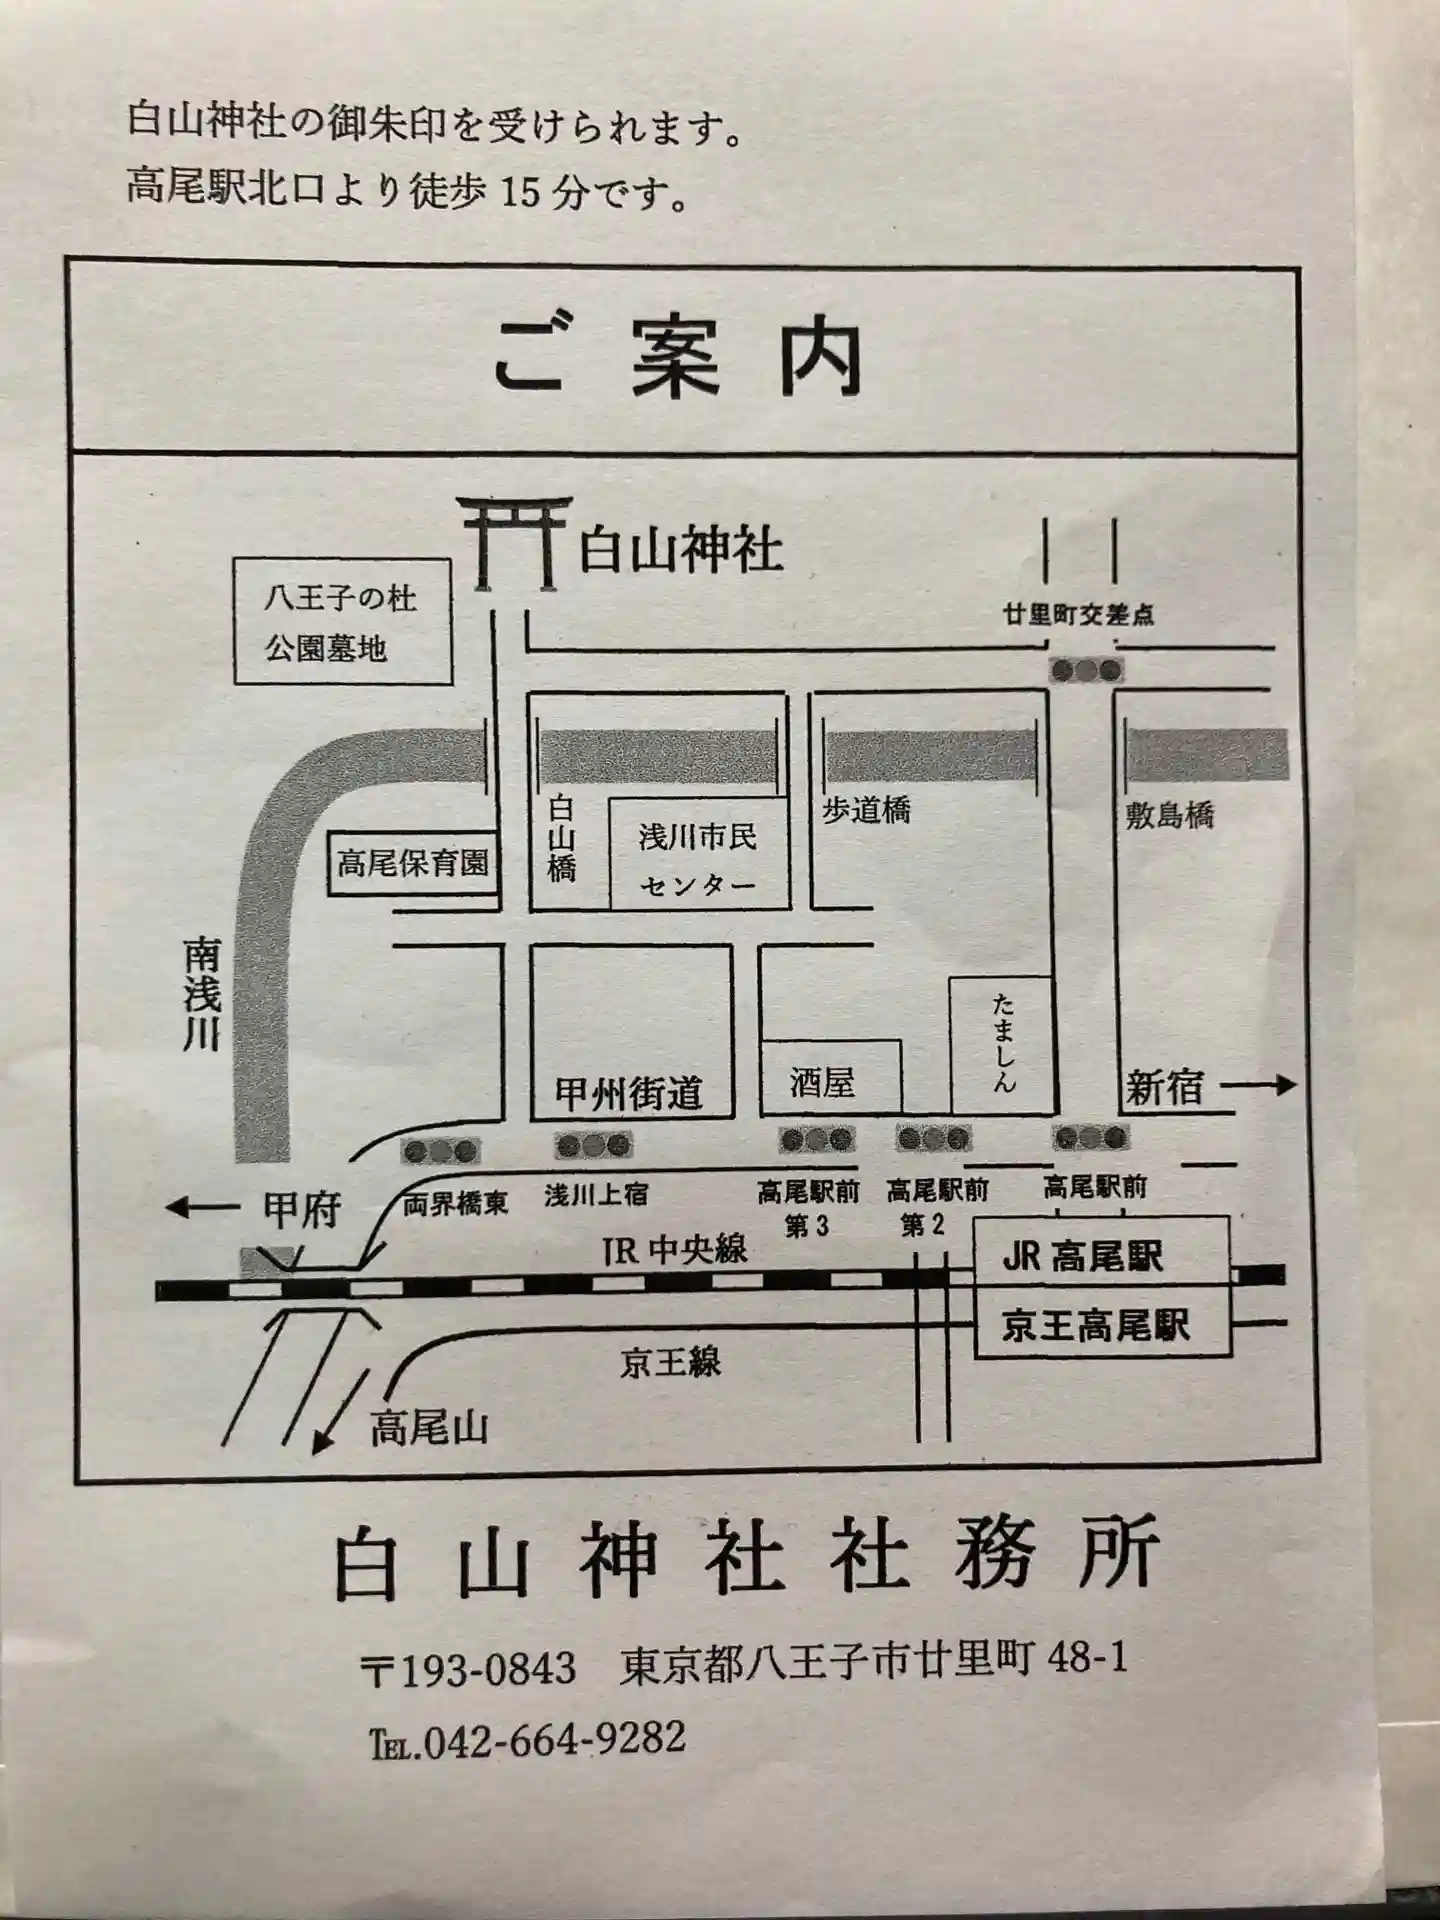 白山神社の御朱印を受けられます。
高尾駅北口より徒歩15分です。
ご案内
白山神社
八王子の杜
公園墓地
廿里町交差点
白山橋
浅川市民
センター
歩道橋
敷島橋
高尾保育園
南浅川
たましん
甲州街道
酒屋
新宿
甲府
両界橋東
浅川上宿
高尾駅前
第3
高尾駅前
第2
高尾駅前
JR中央線
JR高尾駅
京王高尾駅
京王線
高尾山
白山神社社務所
〒193-0843 東京都八王子市廿里町48-1
℡.042-664-9282